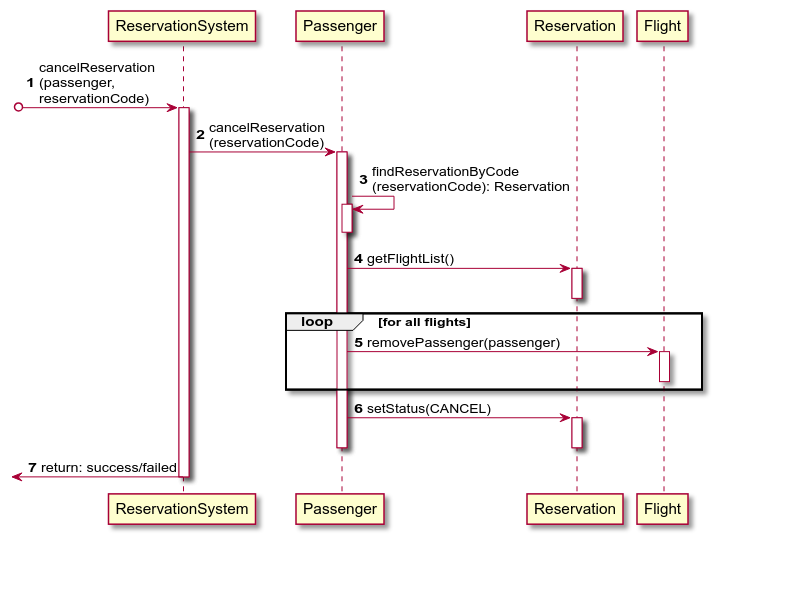 ReservationSystem Passenger Reservation Flight
cancelReservation
1 (passenger,
reservationCode)
cancelReservation
2 (reservationCode)
findReservationByCode
3 (reservationCode): Reservation
4 getFlightList()
loop [for all flights]
5 removePassenger(passenger)
6 setStatus(CANCEL)
7 return: success/failed
ReservationSystem Passenger Reservation Flight